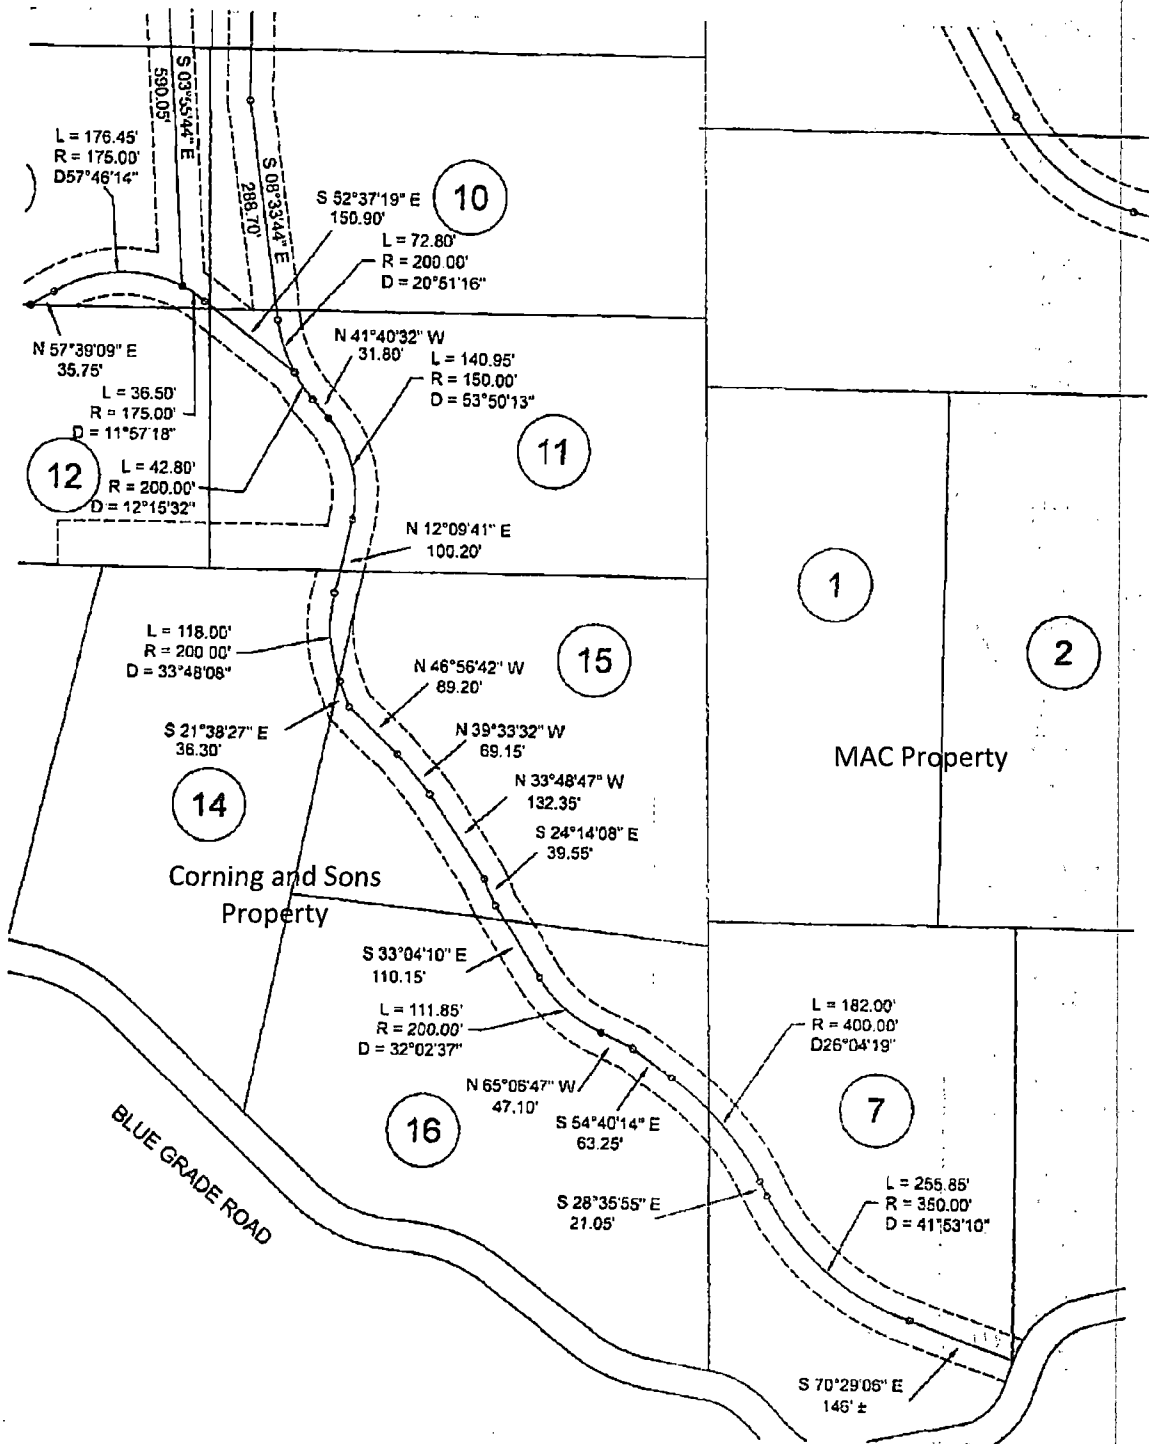 S 03°55'44" E
590.05'
L = 176.45'
R = 175.00'
D57°46'14"
S 08°33'44" E
288.70'
S 52°37'19" E
150.90'
10
L = 72.80'
R = 200.00'
D = 20°51'16"
N 57°39'09" E
35.75'
N 41°40'32" W
31.80'
L = 140.95'
R = 150.00'
D = 53°50'13"
L = 36.50'
R = 175.00'
D = 11°57'18"
11
12
L = 42.80'
R = 200.00'
D = 12°15'32"
N 12°09'41" E
100.20'
1
2
L = 118.00'
R = 200.00'
D = 33°48'08"
15
N 46°56'42" W
89.20'
S 21°38'27" E
36.30'
N 39°33'32" W
69.15'
MAC Property
N 33°48'47" W
132.35'
14
S 24°14'08" E
39.55'
Corning and Sons
Property
S 33°04'10" E
110.15'
L = 111.85'
R = 200.00'
D = 32°02'37"
L = 182.00'
R = 400.00'
D26°04'19"
N 65°06'47" W
47.10'
7
16
S 54°40'14" E
63.25'
BLUE GRADE ROAD
S 28°35'55" E
21.05'
L = 255.85'
R = 350.00'
D = 41°53'10"
S 70°29'06" E
146' ±